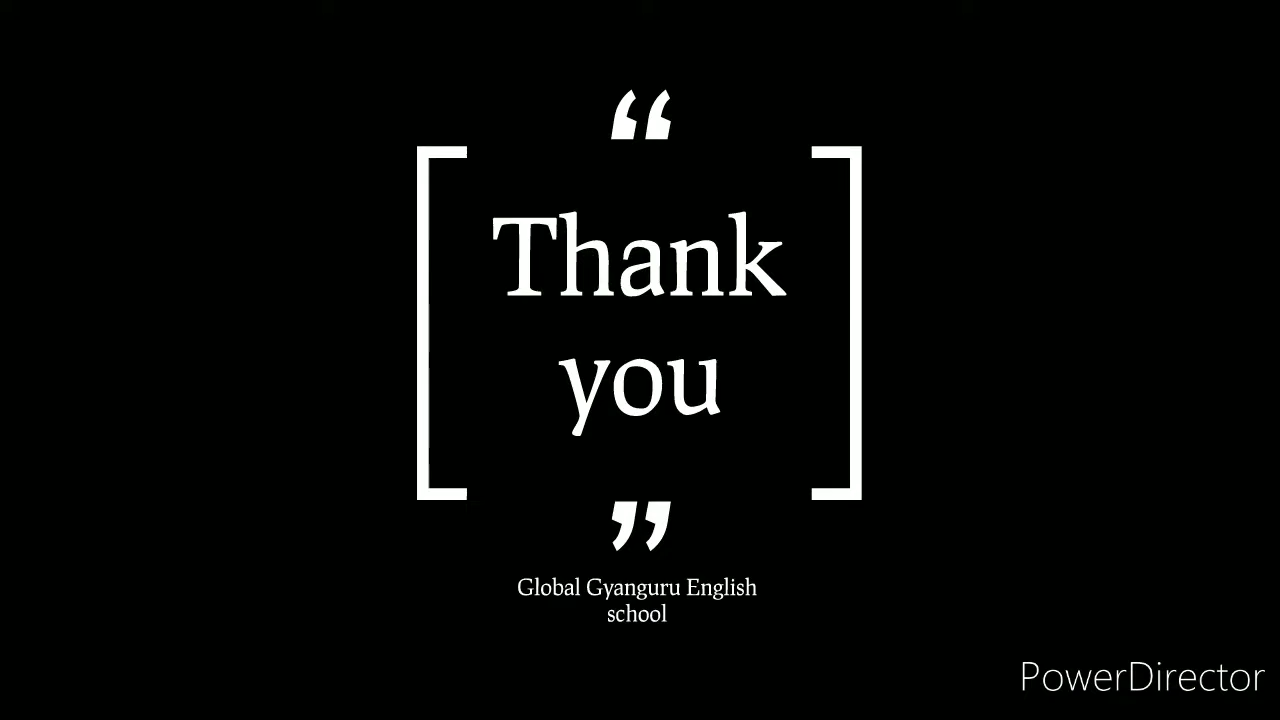 “
Thank
you
”
Global Gyanguru English
school
PowerDirector